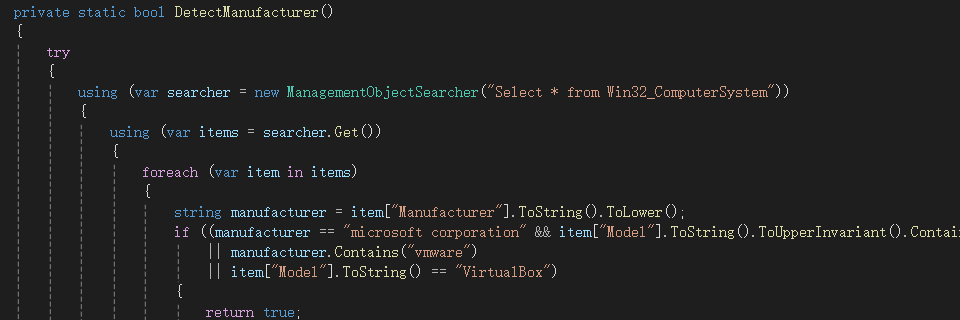 private static bool DetectManufacturer()
{
try
{
using (var searcher = new ManagementObjectSearcher("Select * from Win32_ComputerSystem"))
{
using (var items = searcher.Get())
{
foreach (var item in items)
{
string manufacturer = item["Manufacturer"].ToString().ToLower();
if ((manufacturer == "microsoft corporation" && item["Model"].ToString().ToUpperInvariant().Contai
|| manufacturer.Contains("vmware")
|| item["Model"].ToString() == "VirtualBox")
{
return true;